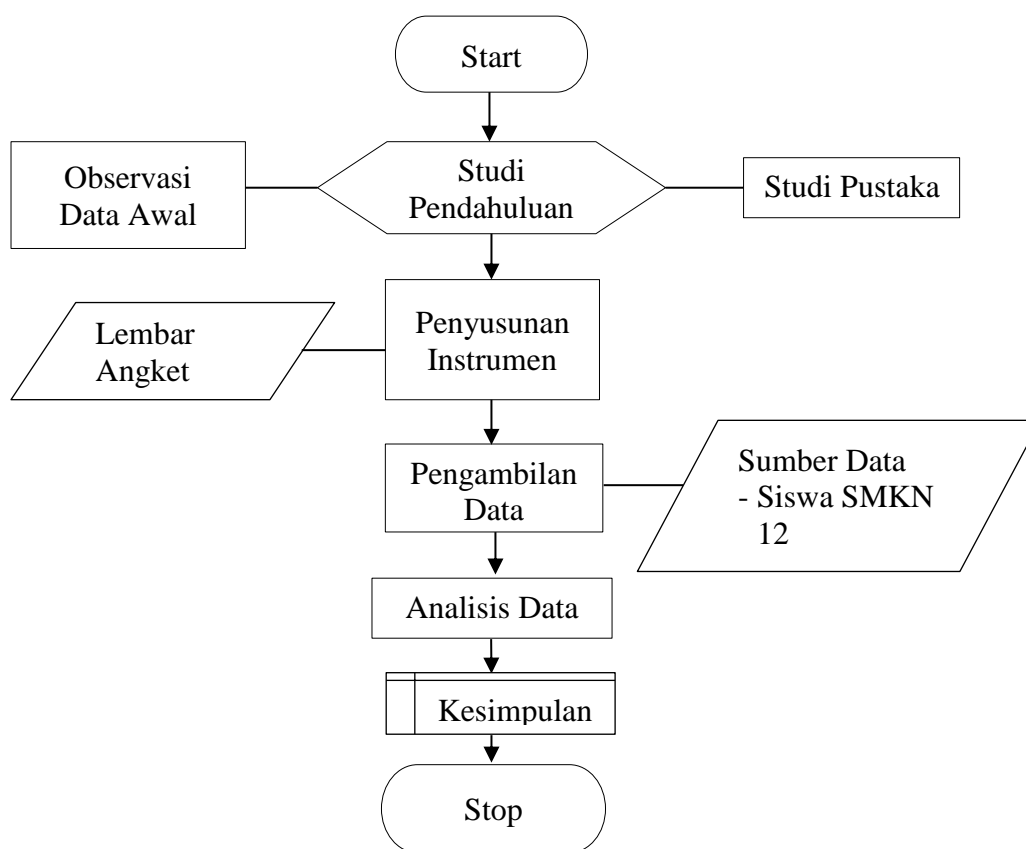 Start
Observasi
Data Awal
Studi
Pendahuluan
Studi Pustaka
Lembar
Angket
Penyusunan
Instrumen
Pengambilan
Data
Sumber Data
- Siswa SMKN
12
Analisis Data
Kesimpulan
Stop